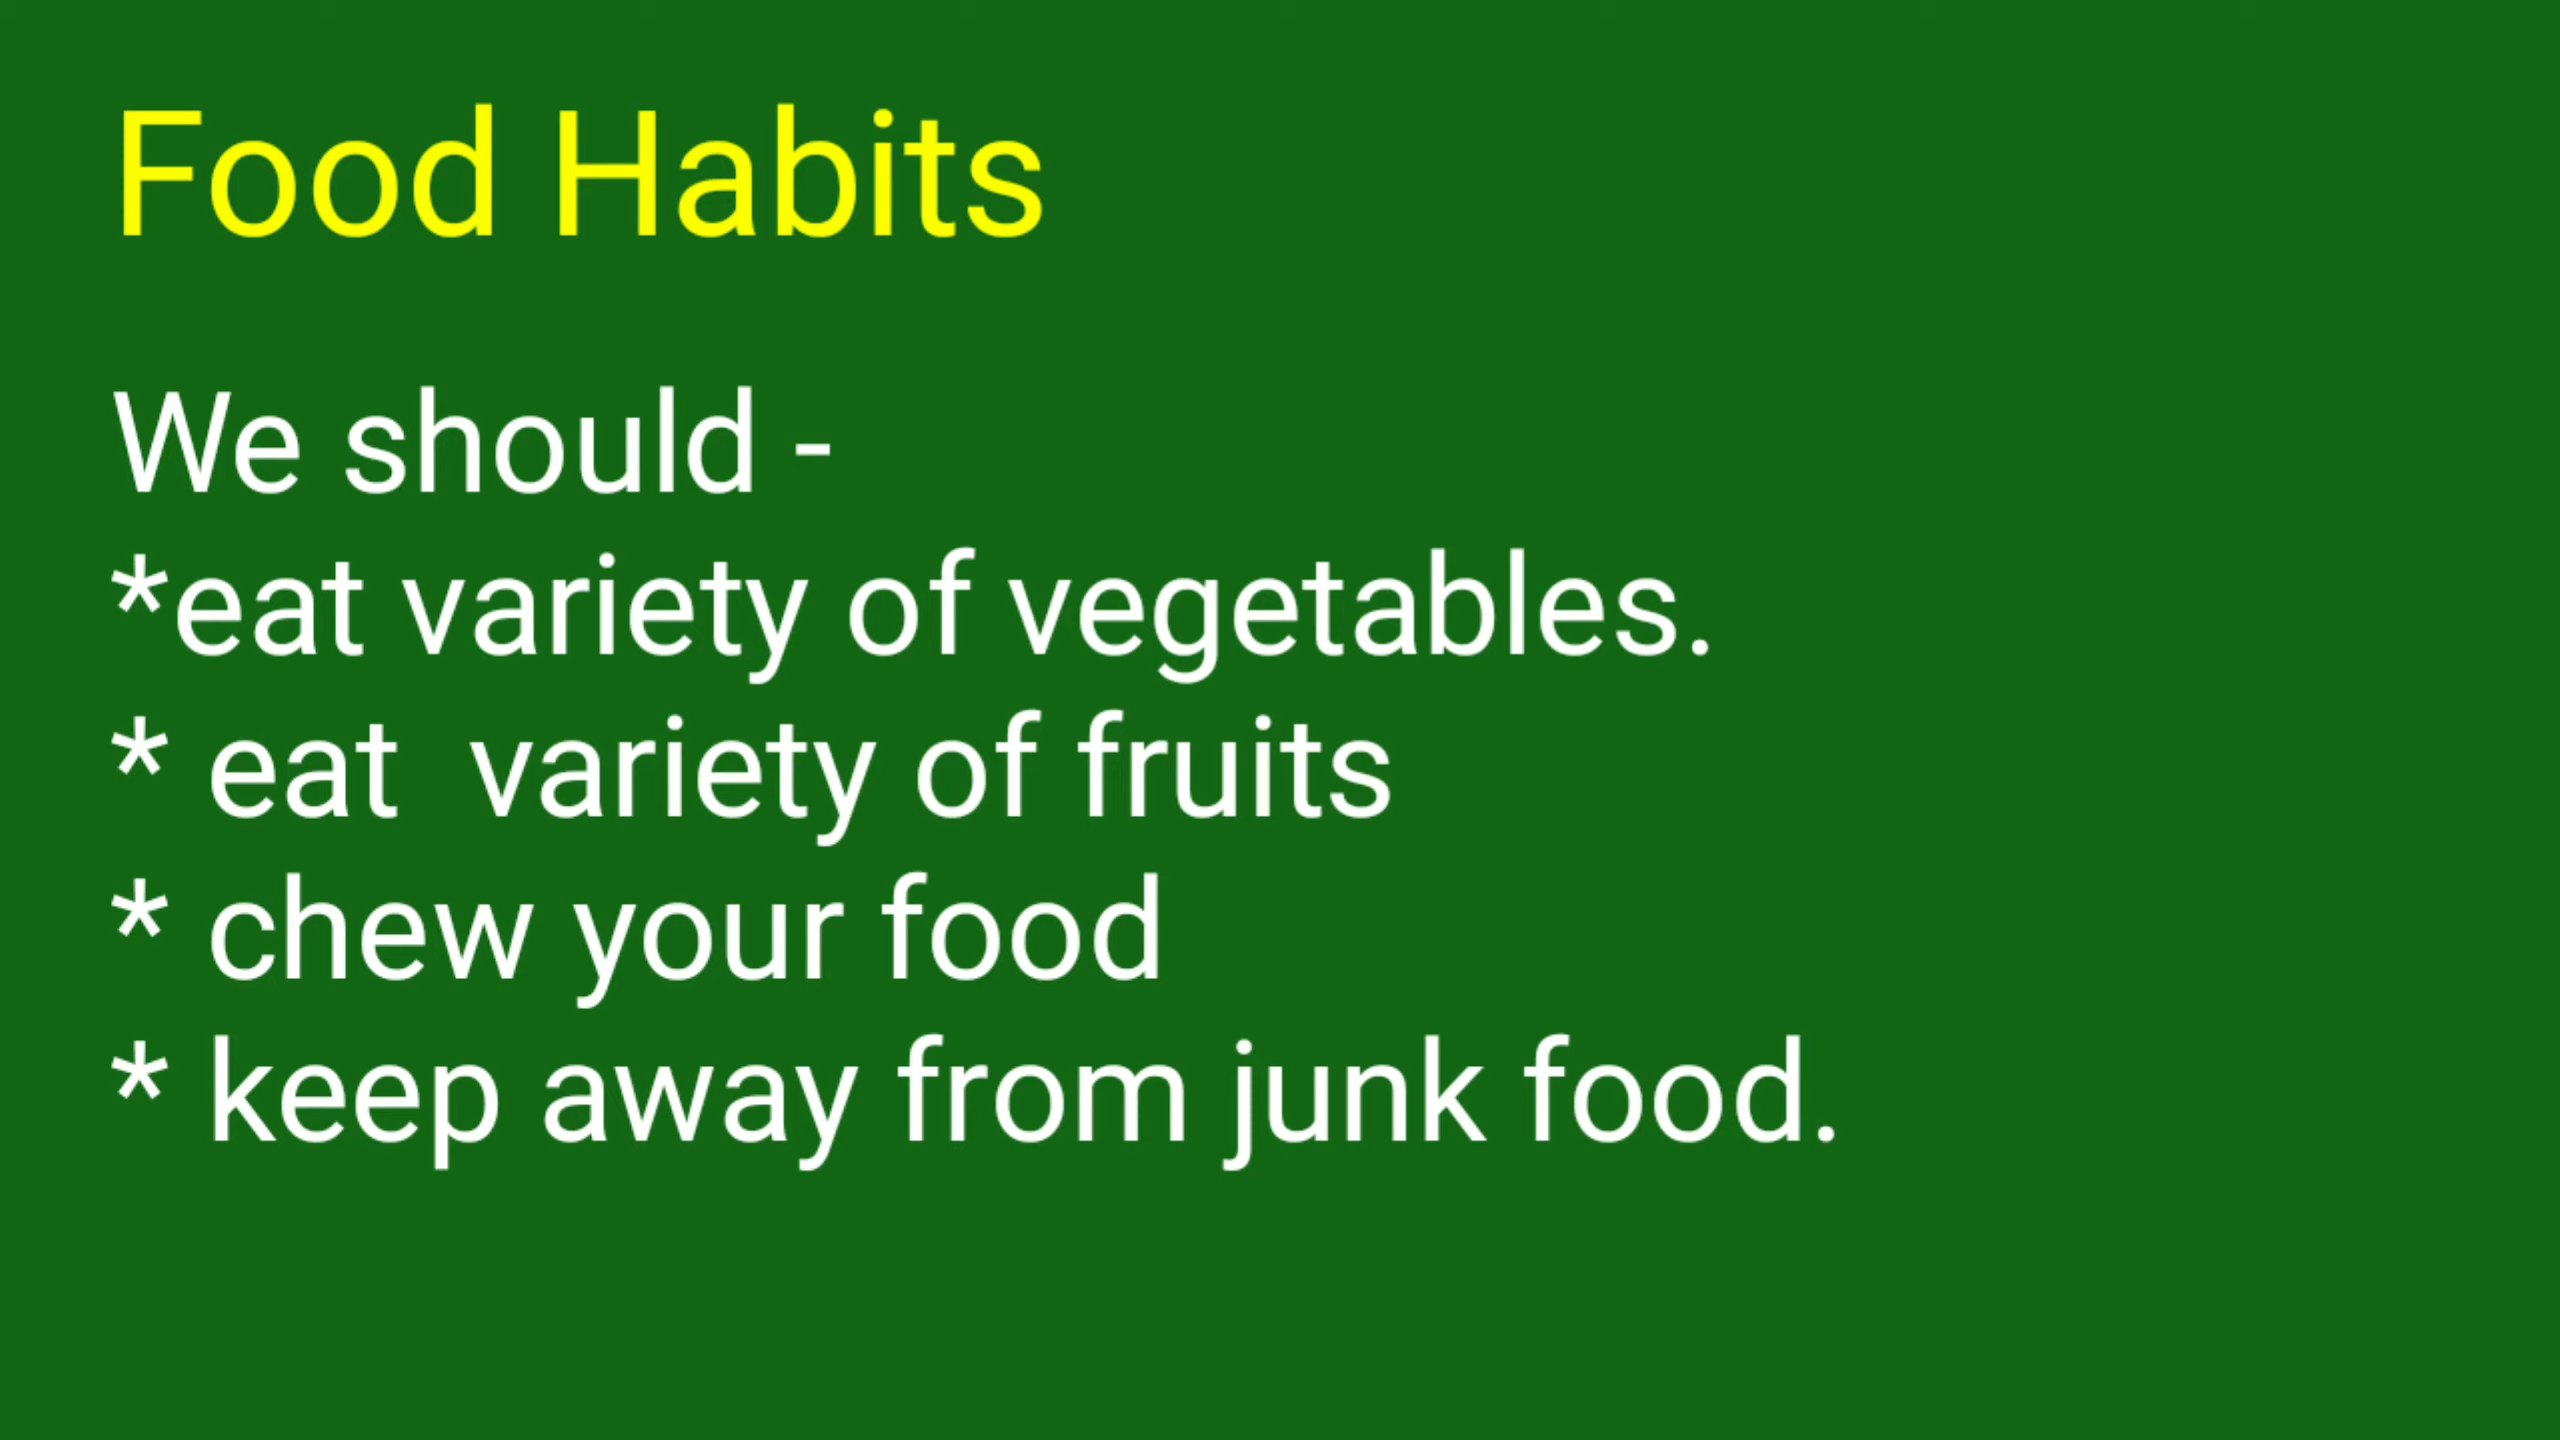 Food Habits
We should -
*eat variety of vegetables.
* eat  variety of fruits
* chew your food
* keep away from junk food.